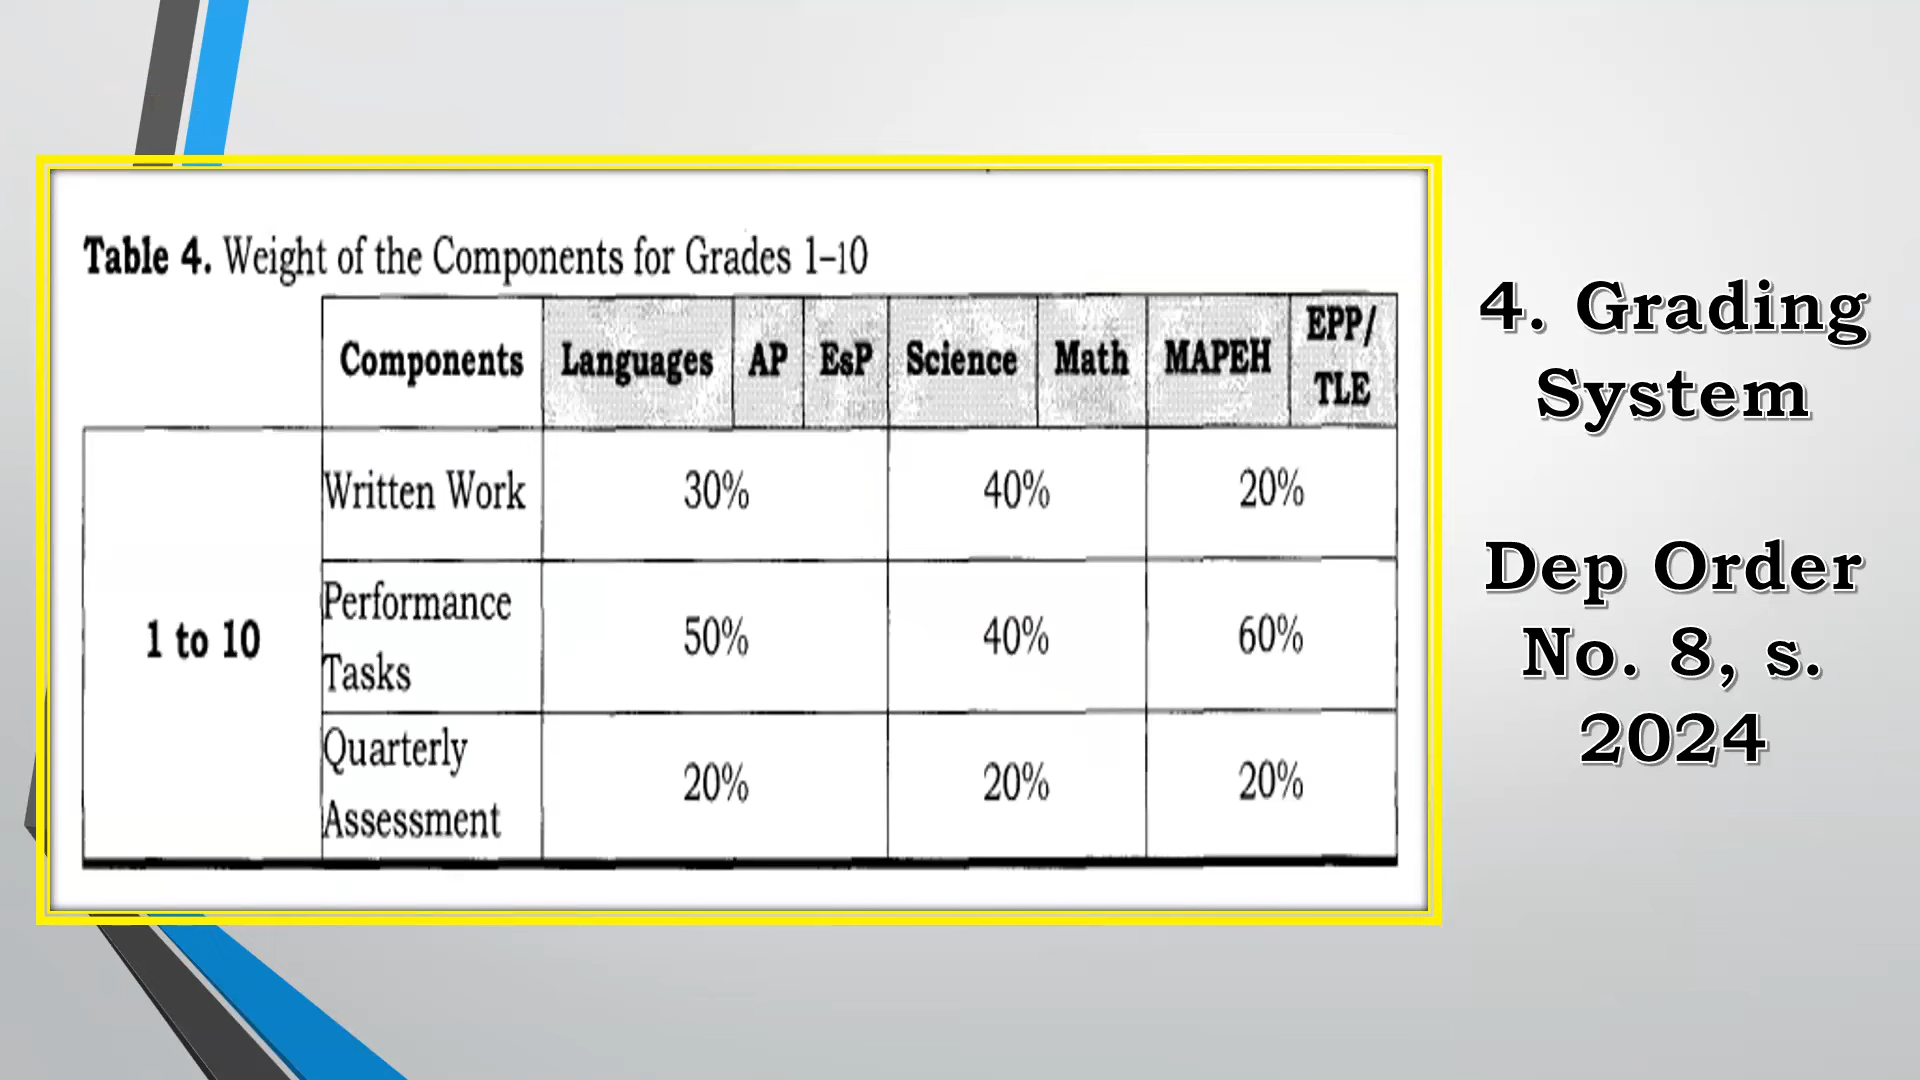 Table 4. Weight of the Components for Grades 1–10
Components Languages AP EsP Science Math MAPEH EPP/
TLE
Written Work 30% 40% 20%
1 to 10
Performance
Tasks
50% 40% 60%
Quarterly
Assessment
20% 20% 20%
4. Grading
System
Dep Order
No. 8, s.
2024